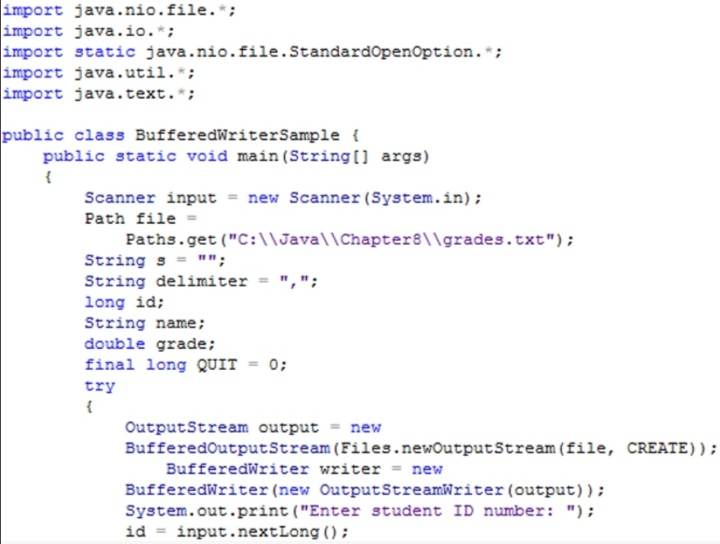 import java.nio.file.*;
import java.io.*;
import static java.nio.file.StandardOpenOption.*;
import java.util.*;
import java.text.*;

public class BufferedWriterSample {
    public static void main(String[] args)
    {
        Scanner input = new Scanner(System.in);
        Path file =
            Paths.get("C:\\Java\\Chapter8\\grades.txt");
        String s = "";
        String delimiter = ",";
        long id;
        String name;
        double grade;
        final long QUIT = 0;
        try
        {
            OutputStream output = new
            BufferedOutputStream(Files.newOutputStream(file, CREATE));
                BufferedWriter writer = new
            BufferedWriter(new OutputStreamWriter(output));
            System.out.print("Enter student ID number: ");
            id = input.nextLong();